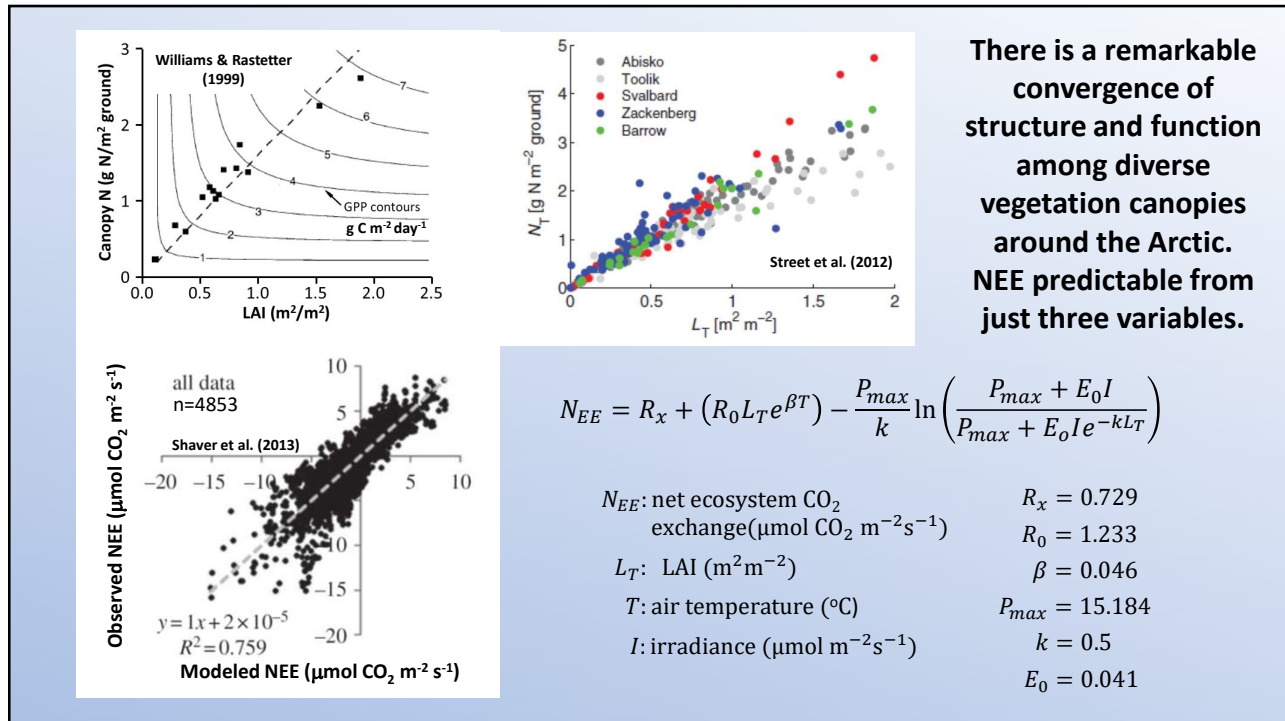 Williams & Rastetter
(1999)
Canopy N (g N/m² ground)
3
2
1
0
7
6
5
4
3
2
1
GPP contours
g C m⁻² day⁻¹
0.0 0.5 1.0 1.5 2.0 2.5
LAI (m²/m²)
N_T [g N m⁻² ground]
5
4
3
2
1
0
Abisko
Toolik
Svalbard
Zackenberg
Barrow
Street et al. (2012)
0 0.5 1 1.5 2
L_T [m² m⁻²]
There is a remarkable
convergence of
structure and function
among diverse
vegetation canopies
around the Arctic.
NEE predictable from
just three variables.
Observed NEE (μmol CO₂ m⁻² s⁻¹)
all data
n=4853
Shaver et al. (2013)
10
5
−20 −15 −10 −5 5 10
−10
−15
−20
y = 1x + 2 × 10⁻⁵
R² = 0.759
Modeled NEE (μmol CO₂ m⁻² s⁻¹)
N_EE = R_x + (R_0 L_T e^{βT}) − P_max/k ln(P_max + E_0 I / P_max + E_o I e^{−kL_T})
N_EE: net ecosystem CO₂
exchange(μmol CO₂ m⁻²s⁻¹)
L_T: LAI (m²m⁻²)
T: air temperature (°C)
I: irradiance (μmol m⁻²s⁻¹)
R_x = 0.729
R_0 = 1.233
β = 0.046
P_max = 15.184
k = 0.5
E_0 = 0.041